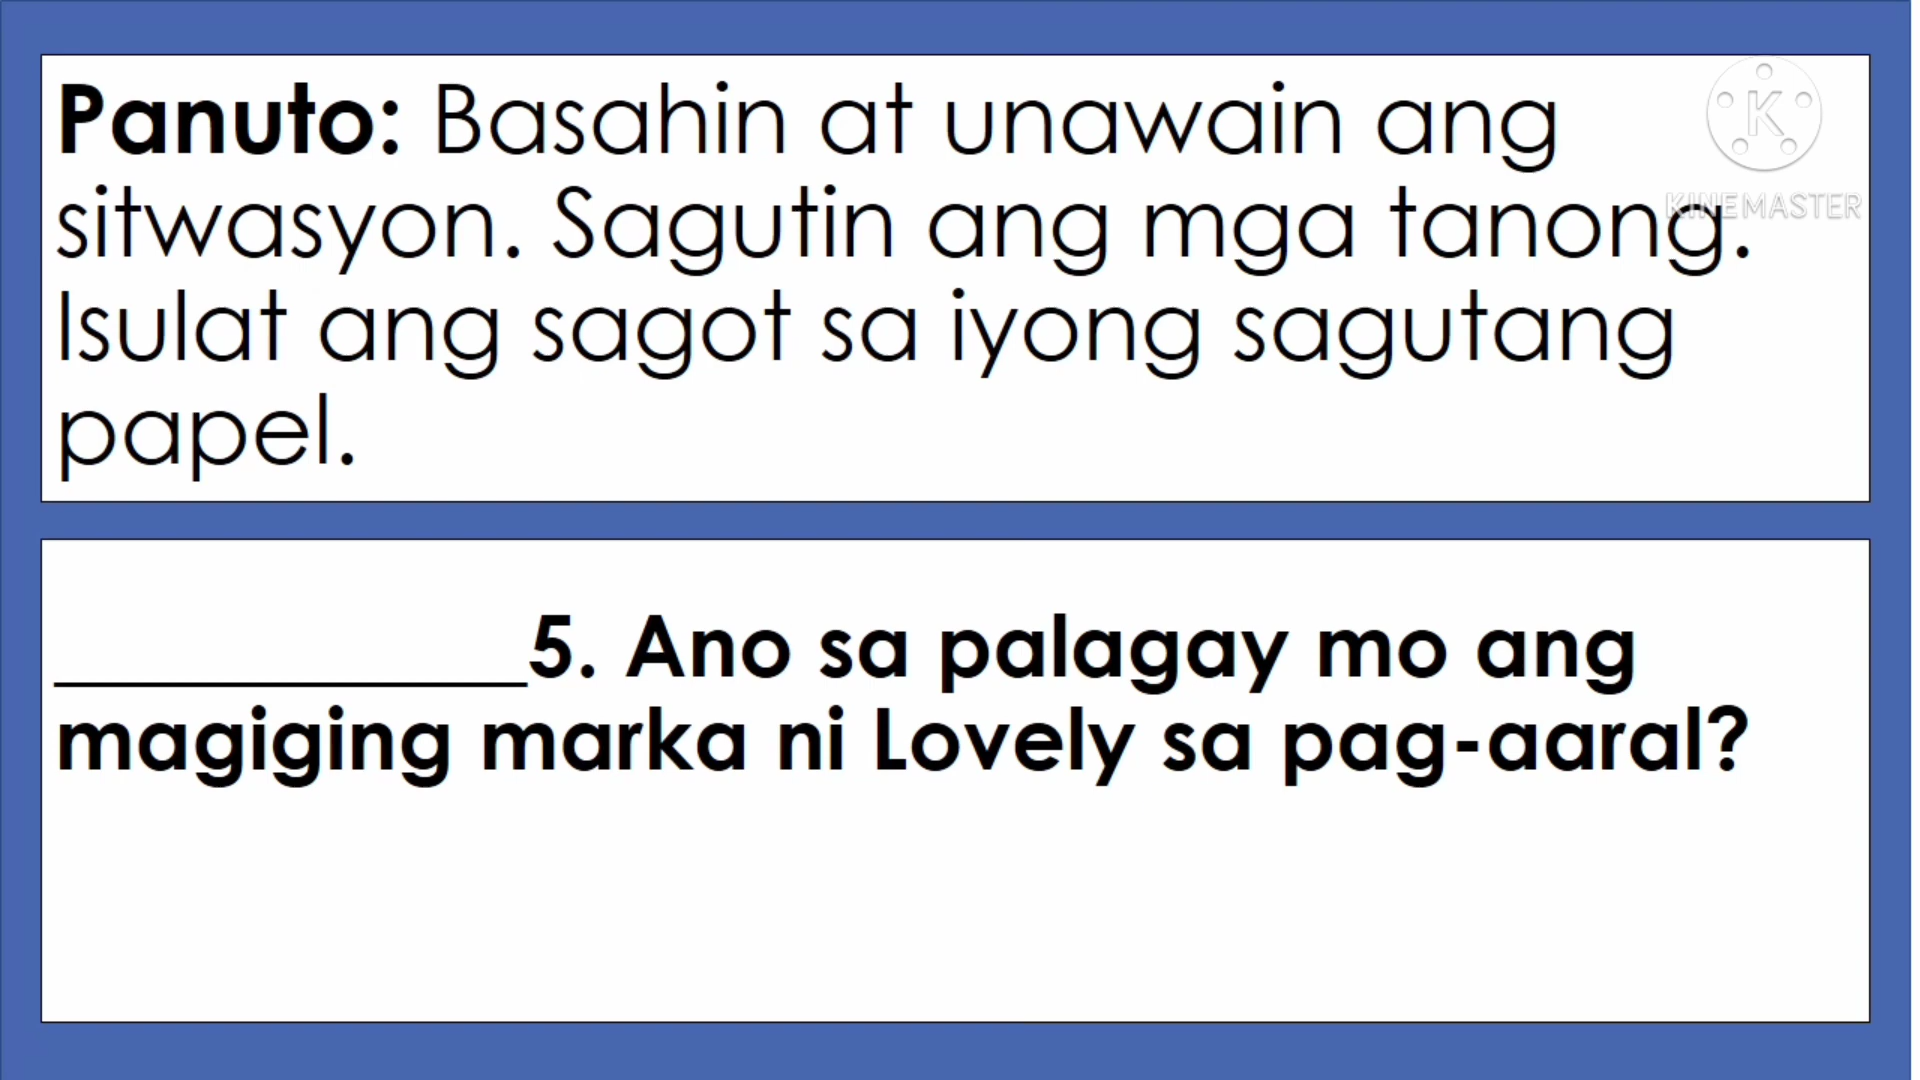 Panuto: Basahin at unawain ang
sitwasyon. Sagutin ang mga tanong.
Isulat ang sagot sa iyong sagutang
papel.
K
KINEMASTER
__________5. Ano sa palagay mo ang
magiging marka ni Lovely sa pag-aaral?